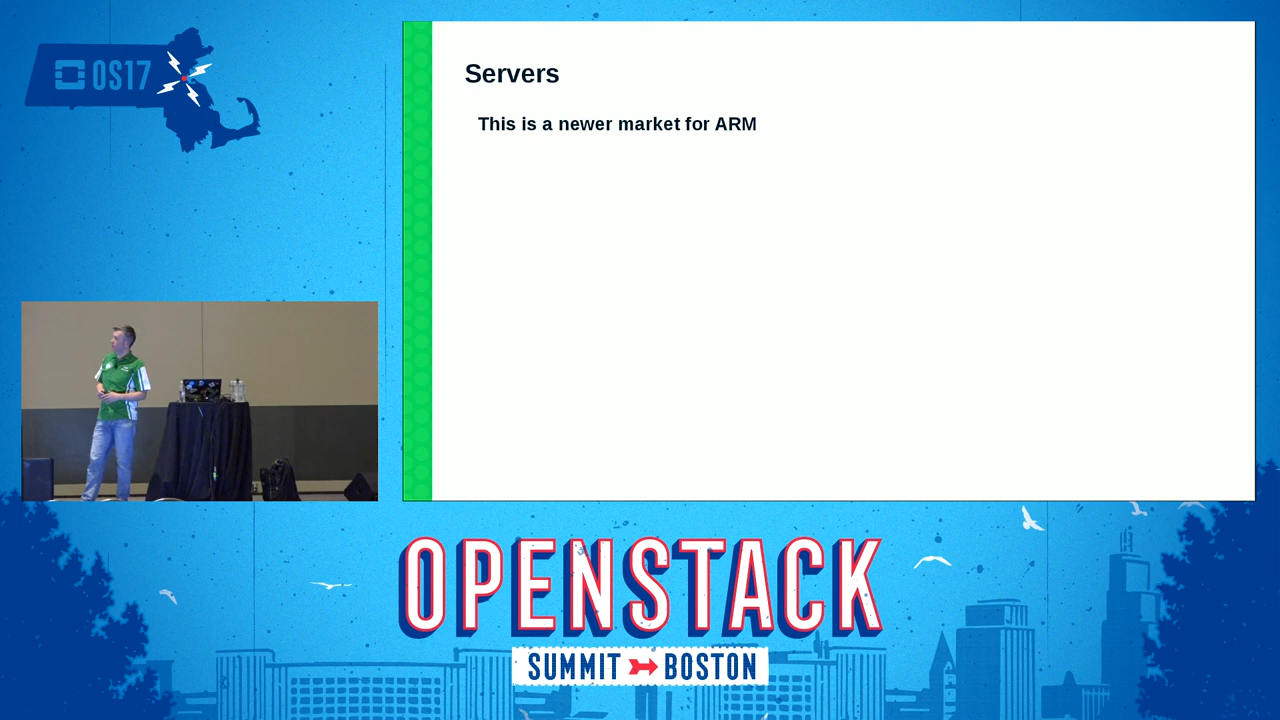 OS17
Servers
This is a newer market for ARM
OPENSTACK
SUMMIT BOSTON